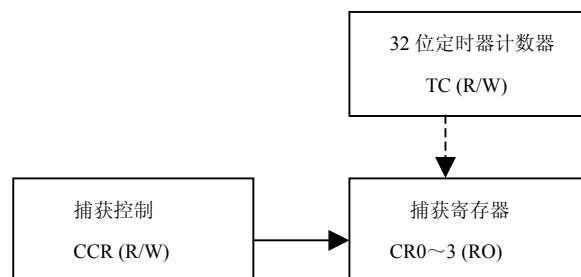 32 位定时器计数器
TC (R/W)
捕获控制
CCR (R/W)
捕获寄存器
CR0～3 (RO)